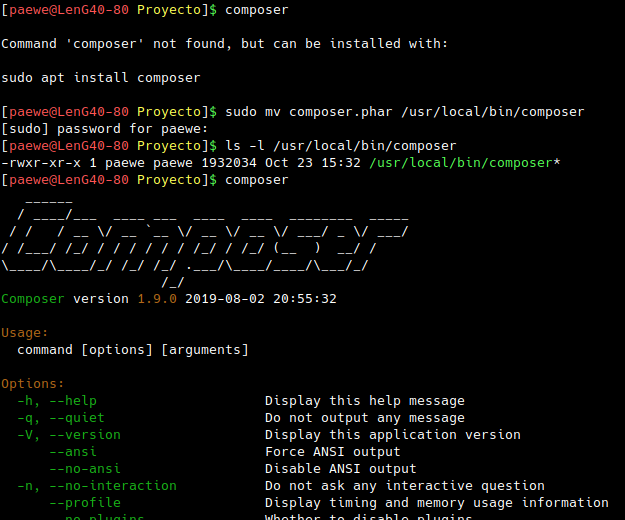 [paewe@LenG40-80 Proyecto]$ composer
Command 'composer' not found, but can be installed with:
sudo apt install composer
[paewe@LenG40-80 Proyecto]$ sudo mv composer.phar /usr/local/bin/composer
[sudo] password for paewe:
[paewe@LenG40-80 Proyecto]$ ls -l /usr/local/bin/composer
-rwxr-xr-x 1 paewe paewe 1932034 Oct 23 15:32 /usr/local/bin/composer*
[paewe@LenG40-80 Proyecto]$ composer
Composer
Composer version 1.9.0 2019-08-02 20:55:32
Usage:
command [options] [arguments]
Options:
-h, --help Display this help message
-q, --quiet Do not output any message
-V, --version Display this application version
--ansi Force ANSI output
--no-ansi Disable ANSI output
-n, --no-interaction Do not ask any interactive question
--profile Display timing and memory usage information
--no-plugins Whether to disable plugins.